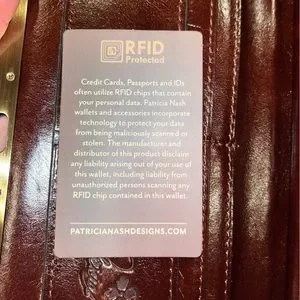 RFID
Protected
Credit Cards, Passports and IDs
often utilize RFID chips that contain
your personal data. Patricia Nash
wallets and accessories incorporate
technology to protect your data
from being maliciously scanned or
stolen. The manufacturer and
distributor of this product disclaim
any liability arising out of your use of
this wallet, including liability from
unauthorized persons scanning any
RFID chip contained in this wallet.
PATRICIANASHDESIGNS.COM